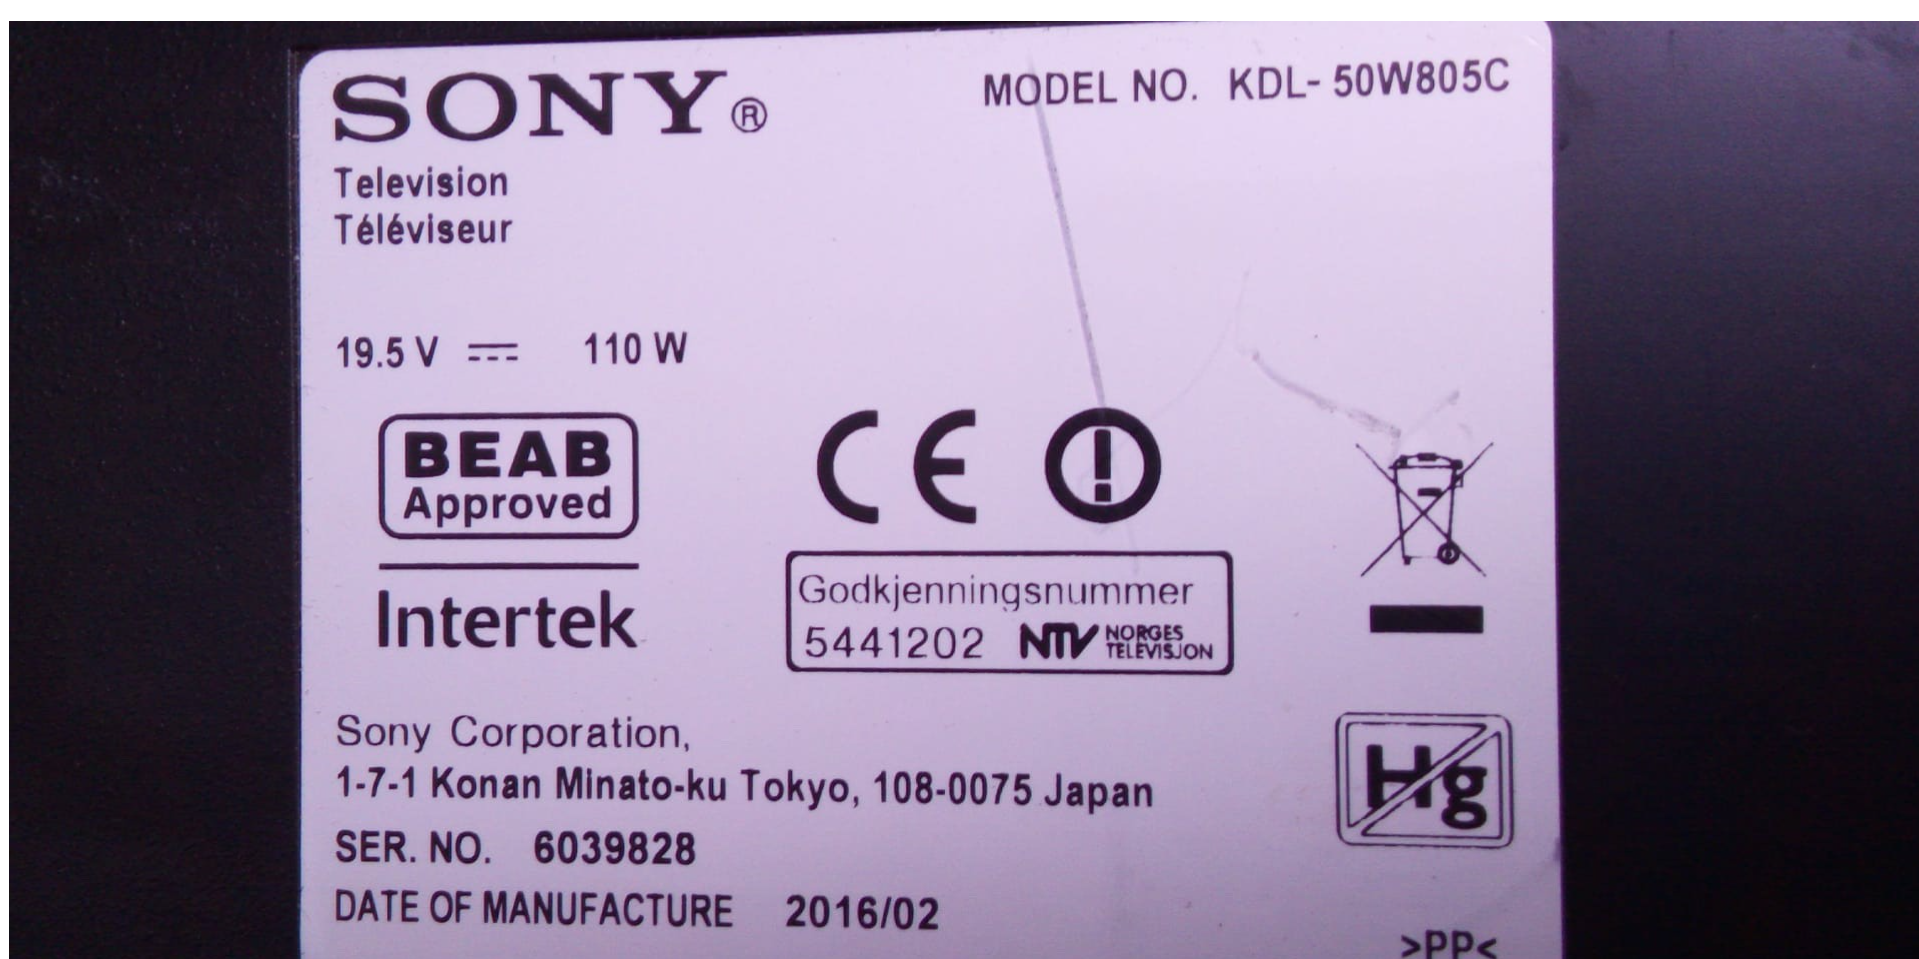 SONY®
MODEL NO. KDL-50W805C
Television
Téléviseur
19.5 V 110 W
BEAB
Approved
Intertek
CE
Godkjenningsnummer
5441202 NTV NORGES TELEVISJON
Hg
Sony Corporation,
1-7-1 Konan Minato-ku Tokyo, 108-0075 Japan
SER. NO. 6039828
DATE OF MANUFACTURE 2016/02
>PP<